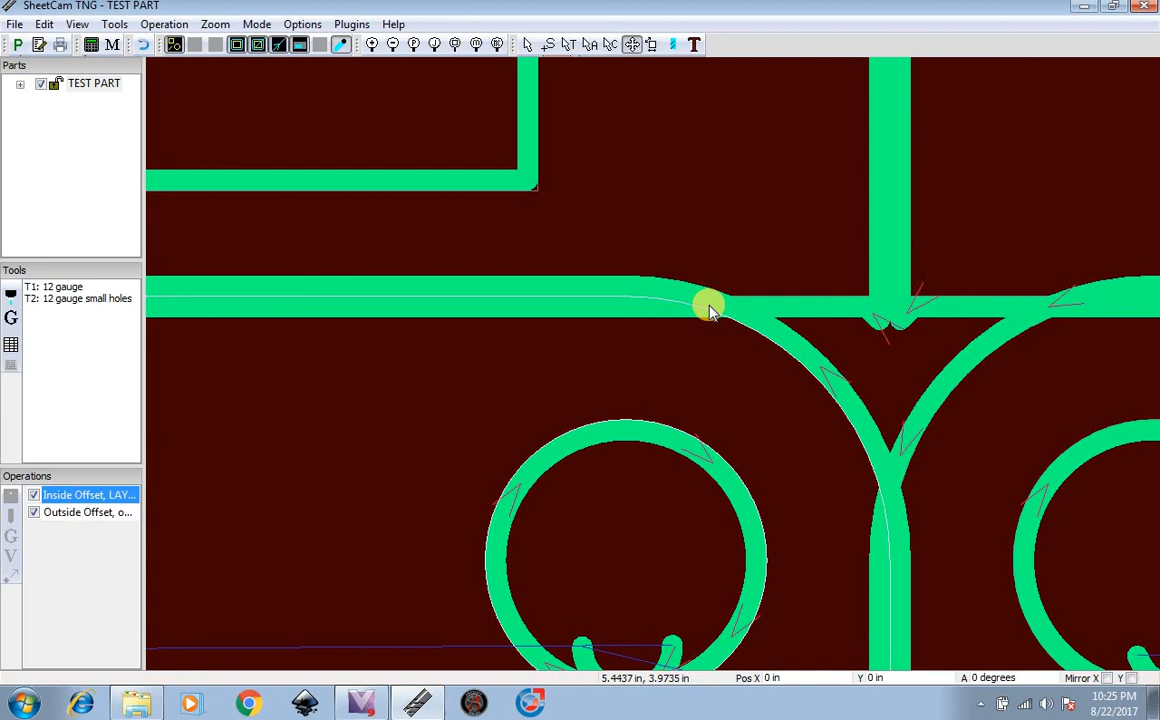 SheetCam TNG - TEST PART
File Edit View Tools Operation Zoom Mode Options Plugins Help
P M T
Parts
TEST PART
Tools
T1: 12 gauge
T2: 12 gauge small holes
G
Operations
Inside Offset, LAY...
Outside Offset, o...
G
V
5.4437 in, 3.9735 in Pos X 0 in Y 0 in A 0 degrees Mirror X Y
10:25 PM
8/22/2017